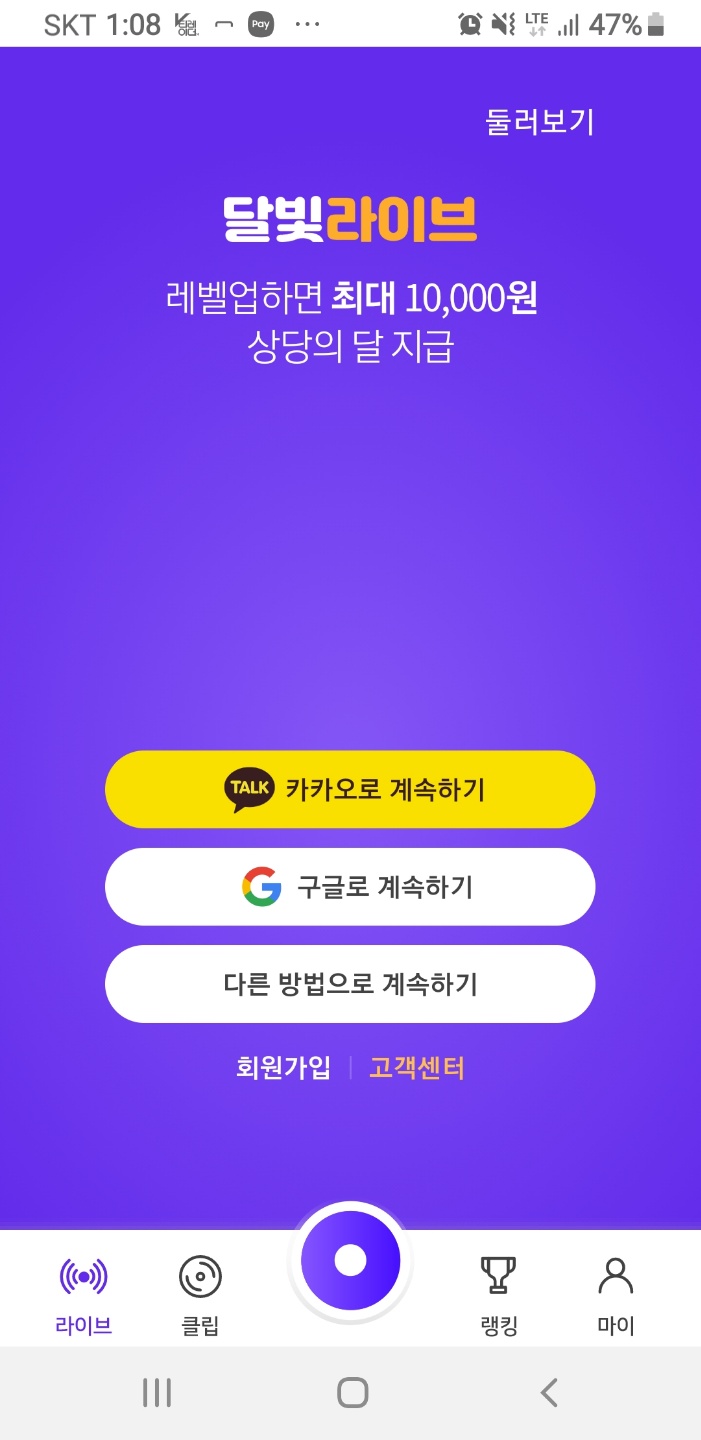 SKT 1:08 Pay ... LTE 47%
둘러보기
달빛라이브
레벨업하면 최대 10,000원
상당의 달 지급
TALK 카카오로 계속하기
G 구글로 계속하기
다른 방법으로 계속하기
회원가입 | 고객센터
라이브 클립 랭킹 마이